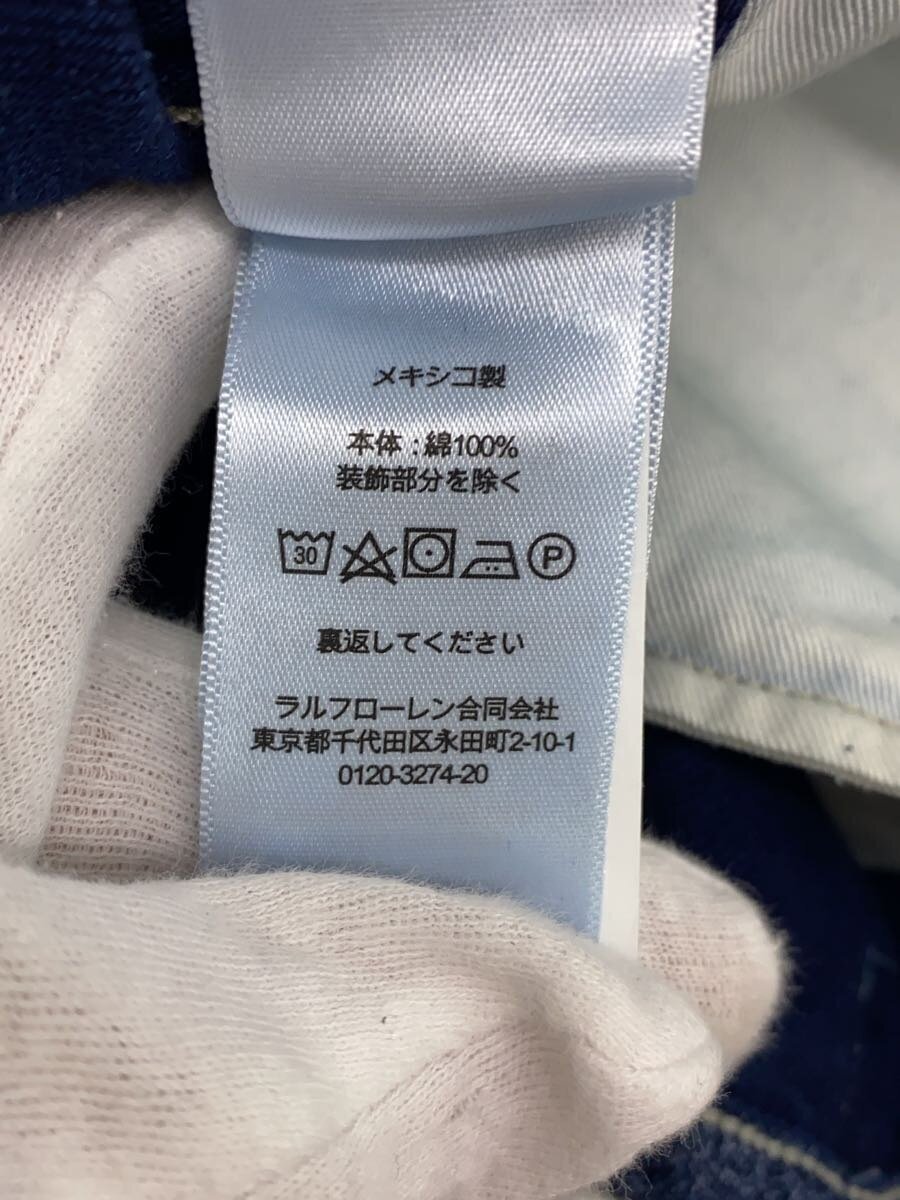 メキシコ製
本体 : 綿100%
装飾部分を除く
30 P
裏返してください
ラルフローレン合同会社
東京都千代田区永田町2-10-1
0120-3274-20